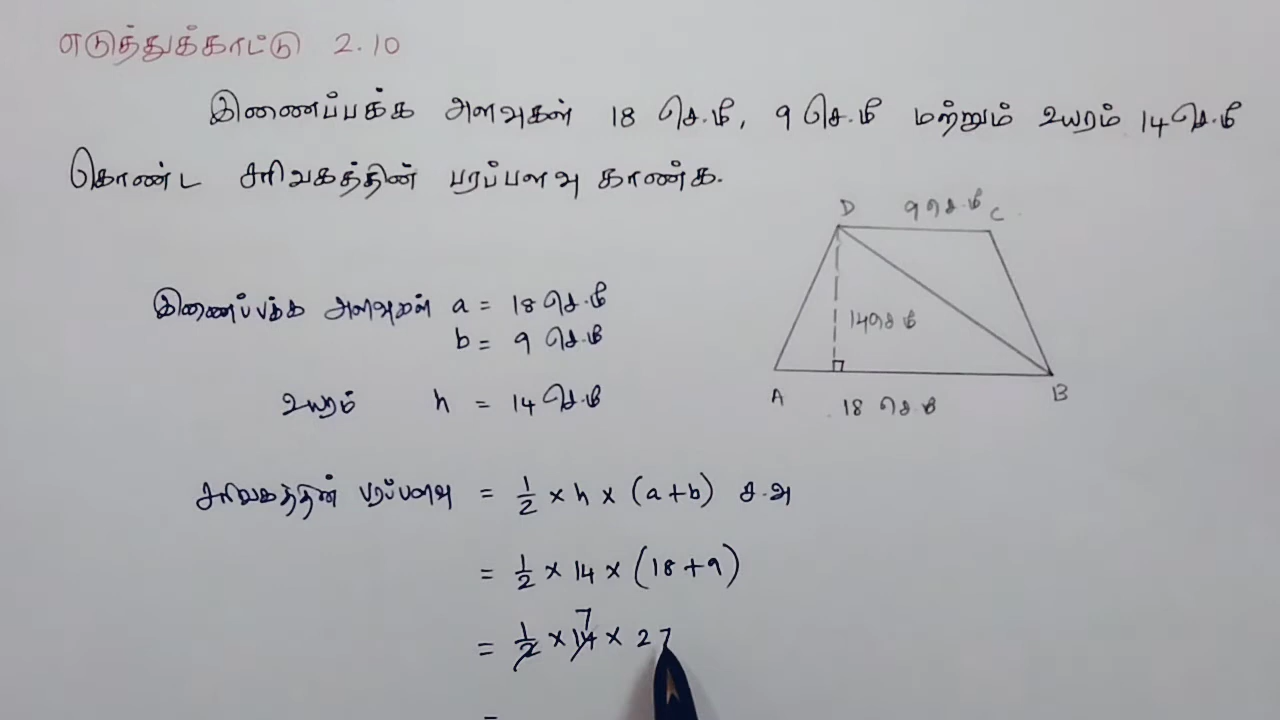 எடுத்துக்காட்டு 2.10
இணைப்பக்க அளவுகள் 18 செ.மீ, 9 செ.மீ மற்றும் உயரம் 14 செ.மீ
கொண்ட சரிவகத்தின் பரப்பளவு காண்க.
D 9 செ.மீ C
இணைப்பக்க அளவுகள் a = 18 செ.மீ
b = 9 செ.மீ
14 செ மீ
உயரம் h = 14 செ.மீ
A 18 செ மீ B
சரிவகத்தின் பரப்பளவு = 1/2 × h × (a+b) ச.அ
= 1/2 × 14 × (18+9)
7
= 1/2 × 14 × 27
=